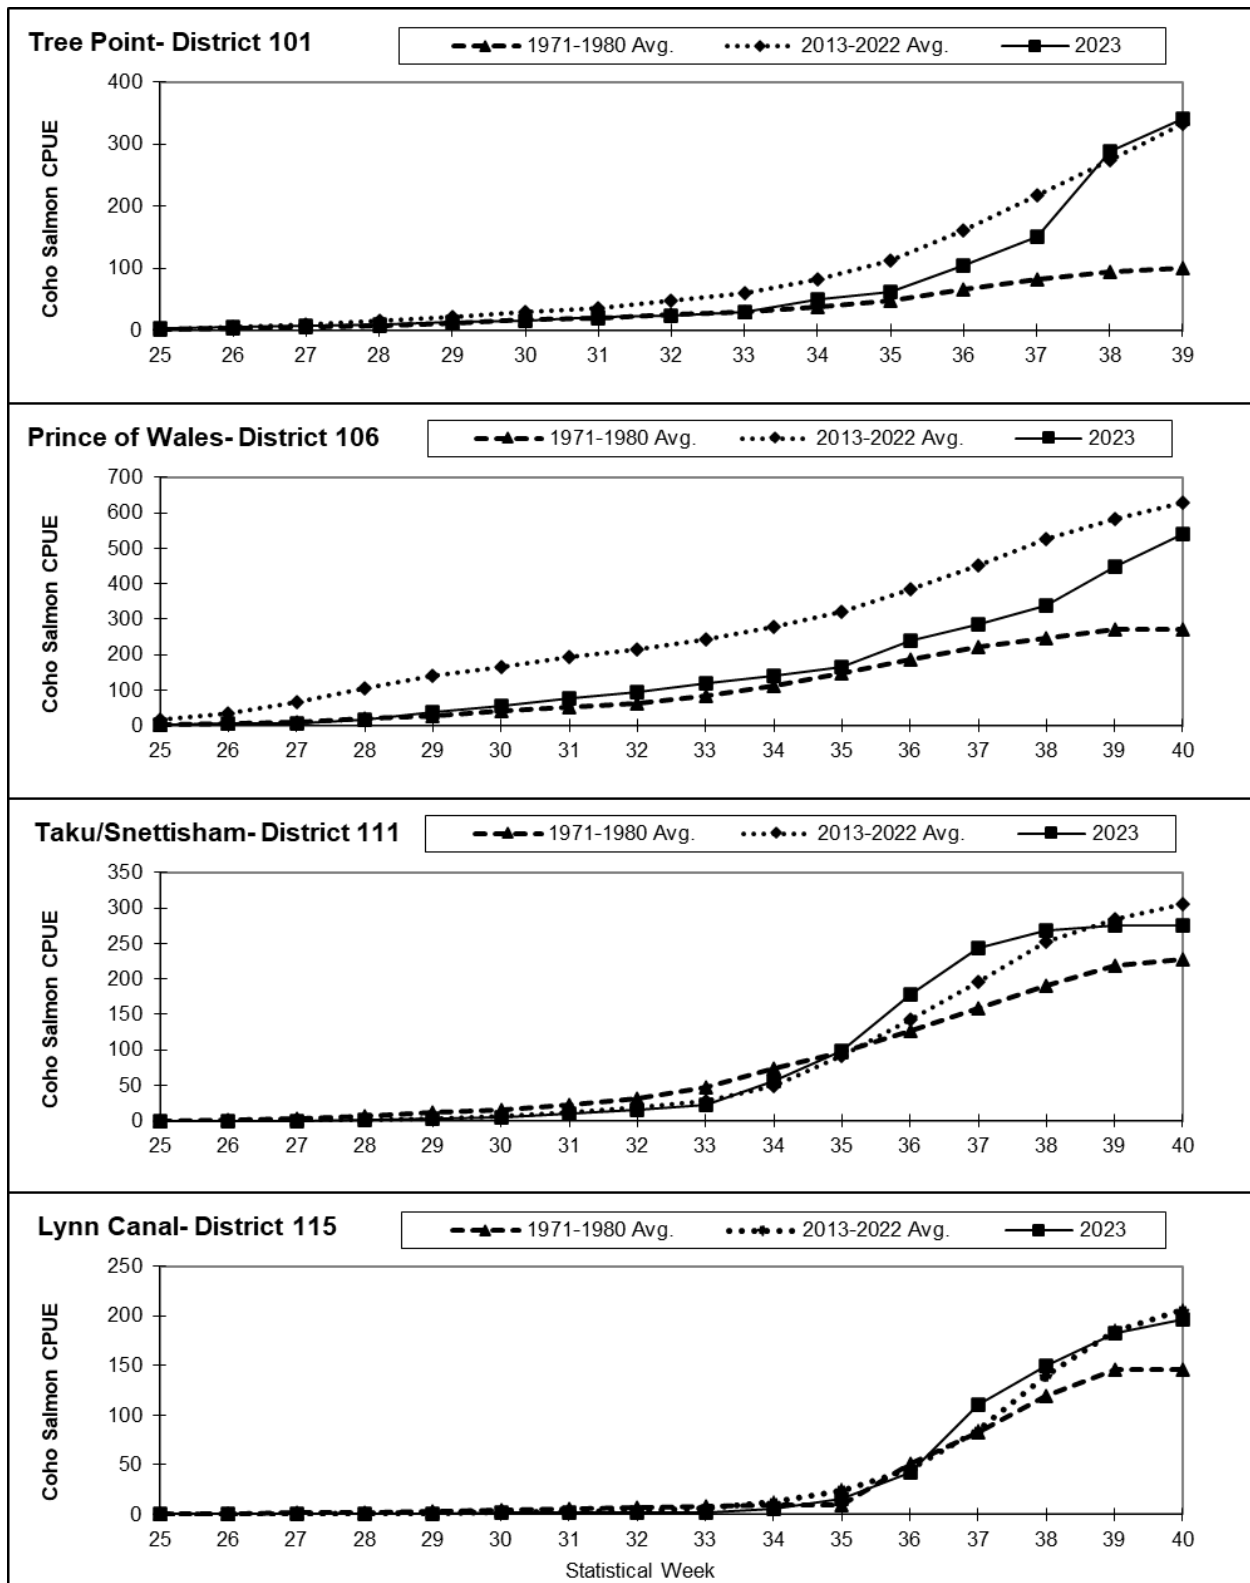 Tree Point- District 101
1971-1980 Avg. 2013-2022 Avg. 2023
Coho Salmon CPUE
400
300
200
100
0
25 26 27 28 29 30 31 32 33 34 35 36 37 38 39
Prince of Wales- District 106
1971-1980 Avg. 2013-2022 Avg. 2023
Coho Salmon CPUE
700
600
500
400
300
200
100
0
25 26 27 28 29 30 31 32 33 34 35 36 37 38 39 40
Taku/Snettisham- District 111
1971-1980 Avg. 2013-2022 Avg. 2023
Coho Salmon CPUE
350
300
250
200
150
100
50
0
25 26 27 28 29 30 31 32 33 34 35 36 37 38 39 40
Lynn Canal- District 115
1971-1980 Avg. 2013-2022 Avg. 2023
Coho Salmon CPUE
250
200
150
100
50
0
25 26 27 28 29 30 31 32 33 34 35 36 37 38 39 40
Statistical Week